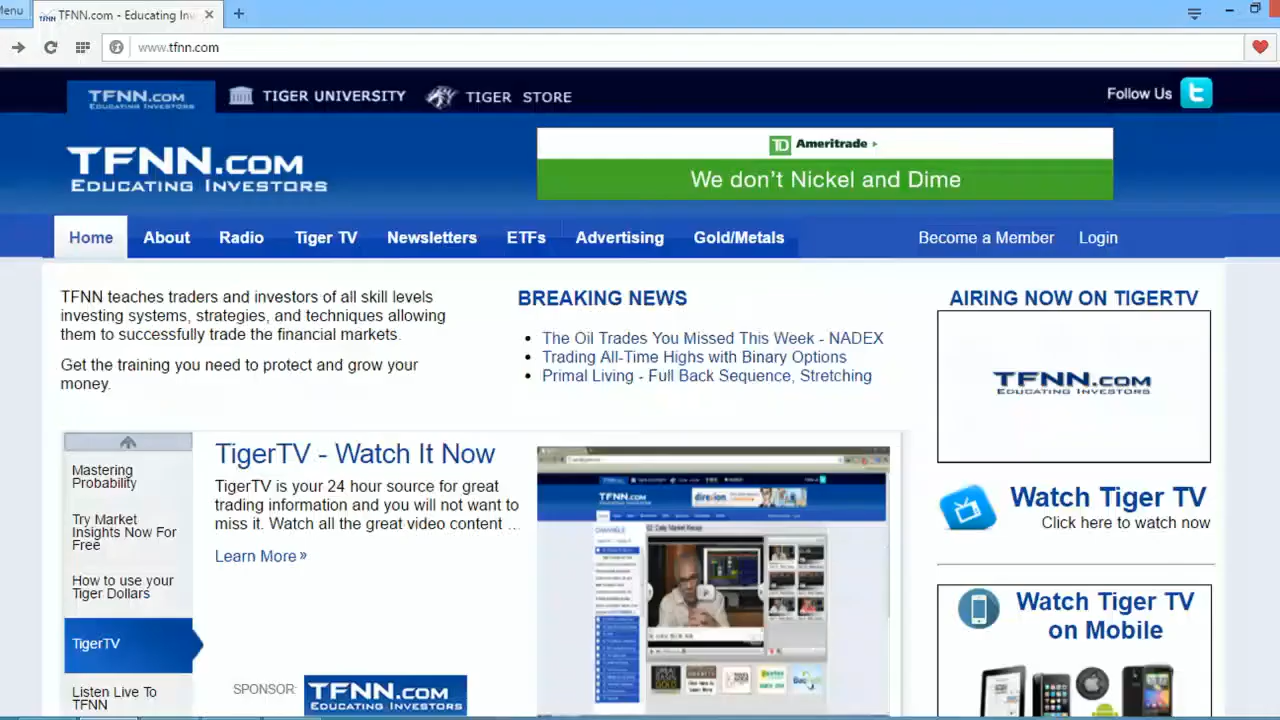 Menu
TFNN.com - Educating Inv
www.tfnn.com
TFNN.COM
EDUCATING INVESTORS
TIGER UNIVERSITY
TIGER STORE
Follow Us
TFNN.COM
EDUCATING INVESTORS
TD Ameritrade
We don't Nickel and Dime
Home
About
Radio
Tiger TV
Newsletters
ETFs
Advertising
Gold/Metals
Become a Member
Login
TFNN teaches traders and investors of all skill levels
investing systems, strategies, and techniques allowing
them to successfully trade the financial markets.
Get the training you need to protect and grow your
money.
BREAKING NEWS
The Oil Trades You Missed This Week - NADEX
Trading All-Time Highs with Binary Options
Primal Living - Full Back Sequence, Stretching
AIRING NOW ON TIGERTV
TFNN.COM
EDUCATING INVESTORS
Watch Tiger TV
Click here to watch now
Watch Tiger TV
on Mobile
Mastering
Probability
Try Market
Insights Now For
Free
How to use your
Tiger Dollars
TigerTV
Listen Live To
TFNN
TigerTV - Watch It Now
TigerTV is your 24 hour source for great
trading information and you will not want to
miss it. Watch all the great video content ...
Learn More »
SPONSOR:
TFNN.COM
EDUCATING INVESTORS
TFNN.COM
direxion